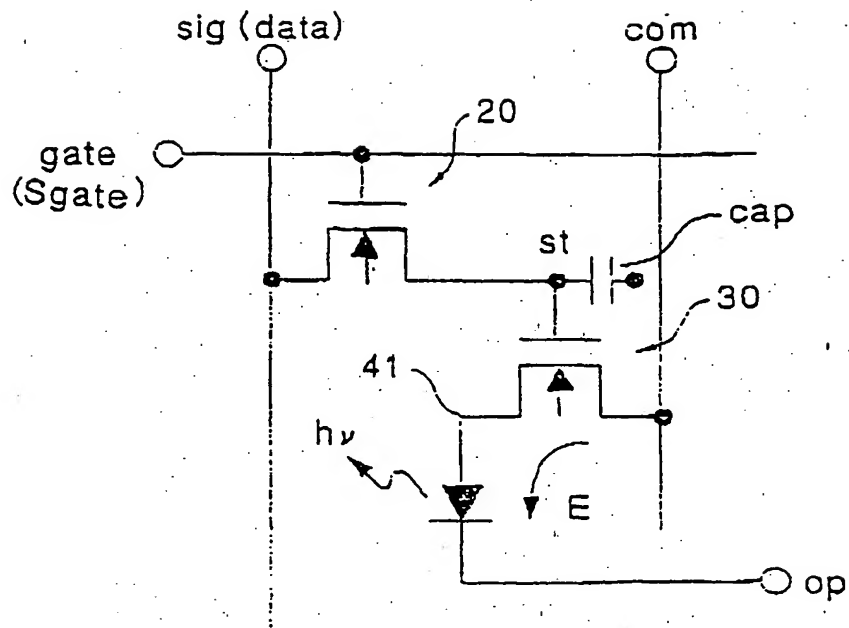 sig (data)
com
20
gate
(Sgate)
cap
st
30
41
hν
E
op